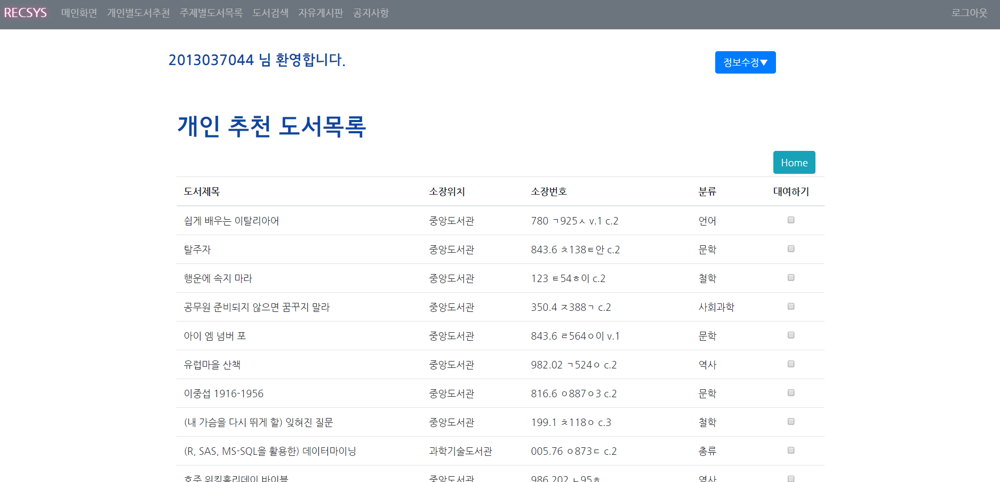 RECSYS 메인화면 개인별도서추천 주제별도서목록 도서검색 자유게시판 공지사항 로그아웃
2013037044 님 환영합니다. 정보수정▼
개인 추천 도서목록
Home
도서제목 소장위치 소장번호 분류 대여하기
쉽게 배우는 이탈리아어 중앙도서관 780 ㄱ925ㅅ v.1 c.2 언어
탈주자 중앙도서관 843.6 ㅊ138ㅌ안 c.2 문학
행운에 속지 마라 중앙도서관 123 ㅌ54ㅎ이 c.2 철학
공무원 준비되지 않으면 꿈꾸지 말라 중앙도서관 350.4 ㅈ388ㄱ c.2 사회과학
아이 엠 넘버 포 중앙도서관 843.6 ㄹ564ㅇ이 v.1 문학
유럽마을 산책 중앙도서관 982.02 ㄱ524ㅇ c.2 역사
이중섭 1916-1956 중앙도서관 816.6 ㅇ887ㅇ3 c.2 문학
(내 가슴을 다시 뛰게 할) 잊혀진 질문 중앙도서관 199.1 ㅊ118ㅇ c.3 철학
(R, SAS, MS-SQL을 활용한) 데이터마이닝 과학기술도서관 005.76 ㅇ873ㄷ c.2 총류
호주 워킹홀리데이 바이블 중앙도서관 986.202 ㄴ95ㅎ 역사